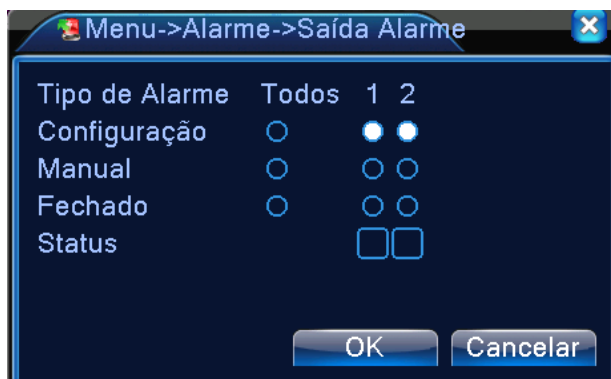 Menu->Alarme->Saída Alarme
Tipo de Alarme Todos 1 2
Configuração
Manual
Fechado
Status
OK Cancelar